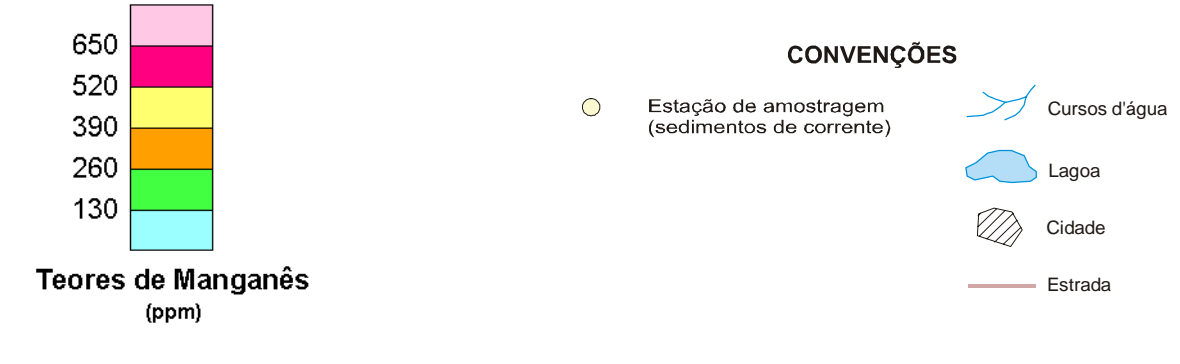 650
520
390
260
130
Teores de Manganês
(ppm)
CONVENÇÕES
Estação de amostragem
(sedimentos de corrente)
Cursos d'água
Lagoa
Cidade
Estrada